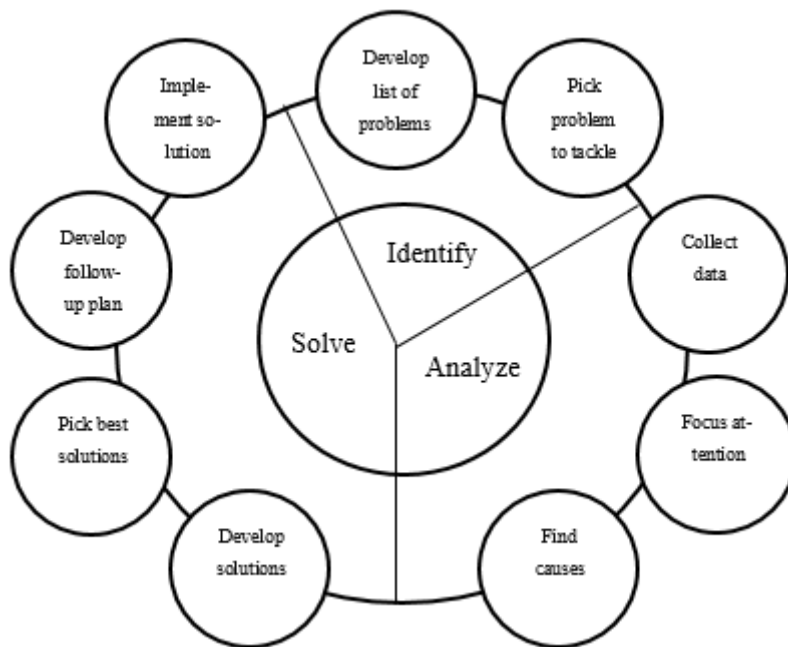 Develop
list of
problems
Pick
problem
to tackle
Collect
data
Focus at-
tention
Find
causes
Develop
solutions
Pick best
solutions
Develop
follow-
up plan
Imple-
ment so-
lution
Identify
Analyze
Solve